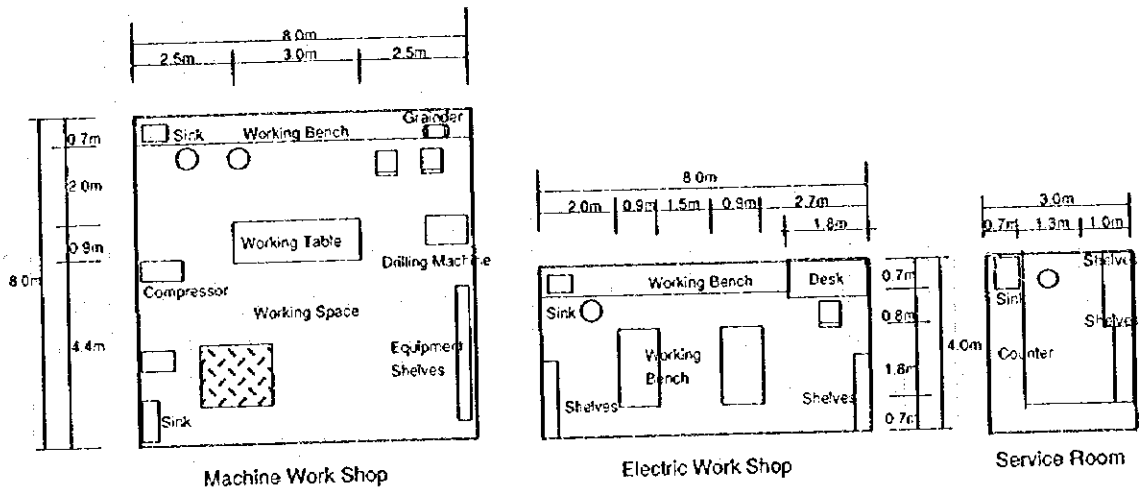 8.0m
2.5m 3.0m 2.5m
0.7m
2.0m
0.9m
8.0m
4.4m
Sink Working Bench Grainder
Working Table
Drilling Machine
Compressor
Working Space
Equipment
Shelves
Sink
Machine Work Shop
8.0m
2.0m 0.9m 1.5m 0.9m 2.7m
1.8m
Working Bench Desk
Sink
Working
Bench
Shelves Shelves
0.7m
0.8m
4.0m
1.8m
0.7m
Electric Work Shop
3.0m
0.7m 1.3m 1.0m
Shelves
Sink
Shelves
Counter
Service Room